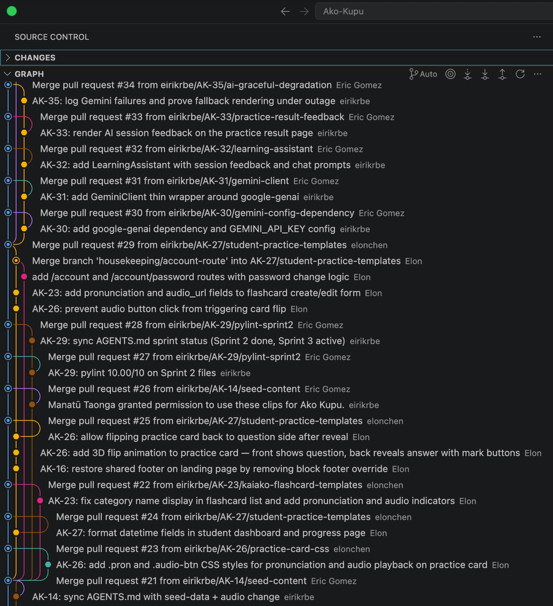 Ako-Kupu
SOURCE CONTROL
CHANGES
GRAPH
Auto
Merge pull request #34 from eirikrbe/AK-35/ai-graceful-degradation Eric Gomez
AK-35: log Gemini failures and prove fallback rendering under outage eirikrbe
Merge pull request #33 from eirikrbe/AK-33/practice-result-feedback Eric Gomez
AK-33: render AI session feedback on the practice result page eirikrbe
Merge pull request #32 from eirikrbe/AK-32/learning-assistant Eric Gomez
AK-32: add LearningAssistant with session feedback and chat prompts eirikrbe
Merge pull request #31 from eirikrbe/AK-31/gemini-client Eric Gomez
AK-31: add GeminiClient thin wrapper around google-genai eirikrbe
Merge pull request #30 from eirikrbe/AK-30/gemini-config-dependency Eric Gomez
AK-30: add google-genai dependency and GEMINI_API_KEY config eirikrbe
Merge pull request #29 from eirikrbe/AK-27/student-practice-templates elonchen
Merge branch 'housekeeping/account-route' into AK-27/student-practice-templates Elon
add /account and /account/password routes with password change logic Elon
AK-23: add pronunciation and audio_url fields to flashcard create/edit form Elon
AK-26: prevent audio button click from triggering card flip Elon
Merge pull request #28 from eirikrbe/AK-29/pylint-sprint2 Eric Gomez
AK-29: sync AGENTS.md sprint status (Sprint 2 done, Sprint 3 active) eirikrbe
Merge pull request #27 from eirikrbe/AK-29/pylint-sprint2 Eric Gomez
AK-29: pylint 10.00/10 on Sprint 2 files eirikrbe
Merge pull request #26 from eirikrbe/AK-14/seed-content Eric Gomez
Manatū Taonga granted permission to use these clips for Ako Kupu. eirikrbe
Merge pull request #25 from eirikrbe/AK-27/student-practice-templates elonchen
AK-26: allow flipping practice card back to question side after reveal Elon
AK-26: add 3D flip animation to practice card — front shows question, back reveals answer with mark buttons Elon
AK-16: restore shared footer on landing page by removing block footer override Elon
Merge pull request #22 from eirikrbe/AK-23/kaiako-flashcard-templates elonchen
AK-23: fix category name display in flashcard list and add pronunciation and audio indicators Elon
Merge pull request #24 from eirikrbe/AK-27/student-practice-templates elonchen
AK-27: format datetime fields in student dashboard and progress page Elon
Merge pull request #23 from eirikrbe/AK-26/practice-card-css elonchen
AK-26: add .pron and .audio-btn CSS styles for pronunciation and audio playback on practice card Elon
Merge pull request #21 from eirikrbe/AK-14/seed-content Eric Gomez
AK-14: sync AGENTS.md with seed-data + audio change eirikrbe